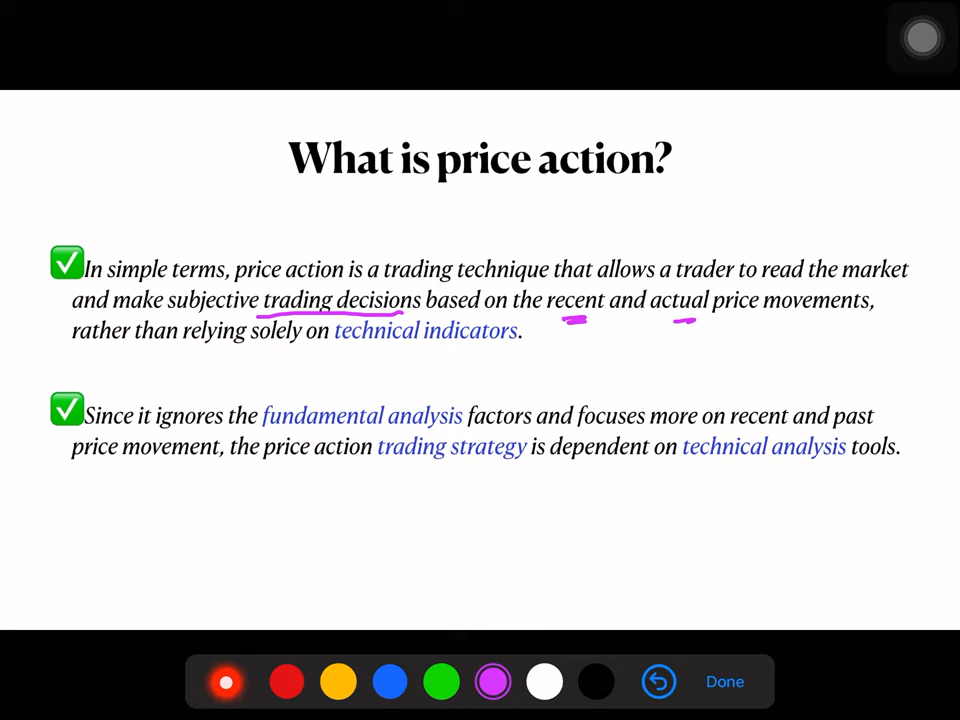 What is price action?
In simple terms, price action is a trading technique that allows a trader to read the market
and make subjective trading decisions based on the recent and actual price movements,
rather than relying solely on technical indicators.
Since it ignores the fundamental analysis factors and focuses more on recent and past
price movement, the price action trading strategy is dependent on technical analysis tools.
Done